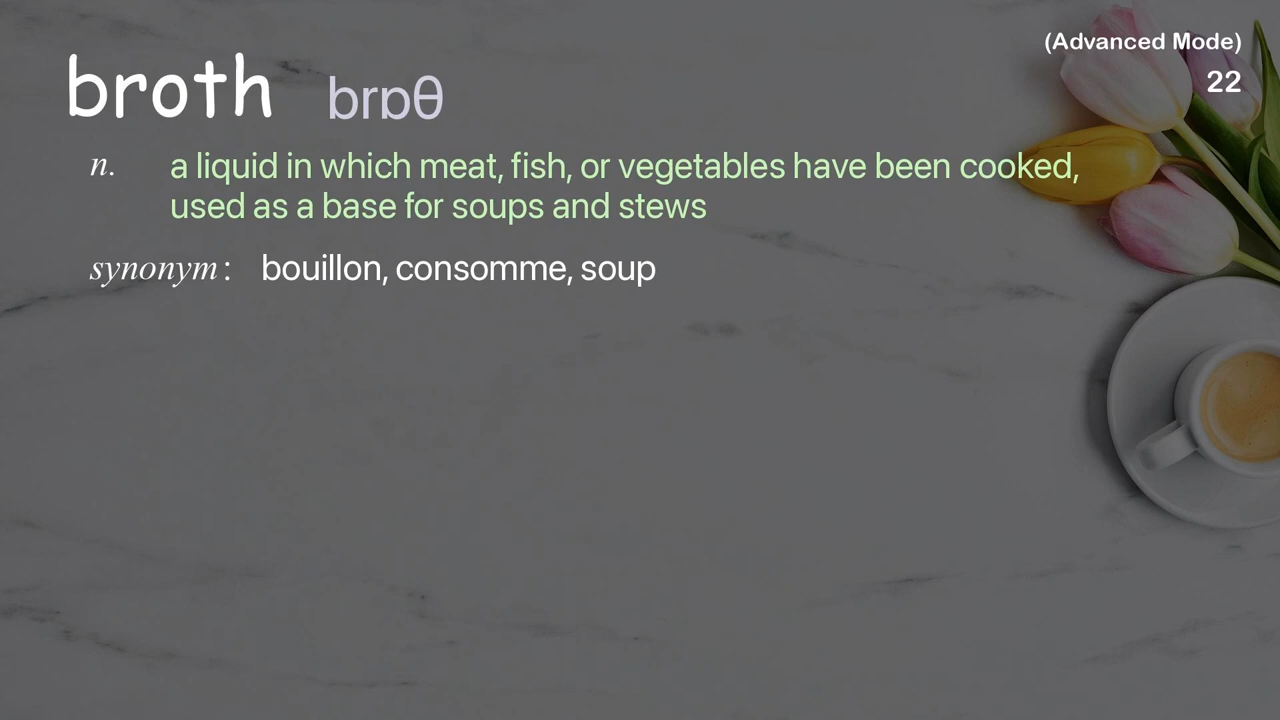 (Advanced Mode)
22
broth brɒθ
n. a liquid in which meat, fish, or vegetables have been cooked,
used as a base for soups and stews
synonym: bouillon, consomme, soup